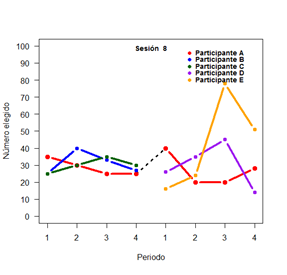 Sesión 8
Participante A
Participante B
Participante C
Participante D
Participante E
Número elegido
100
90
80
70
60
50
40
30
20
10
0
1 2 3 4 1 2 3 4
Periodo